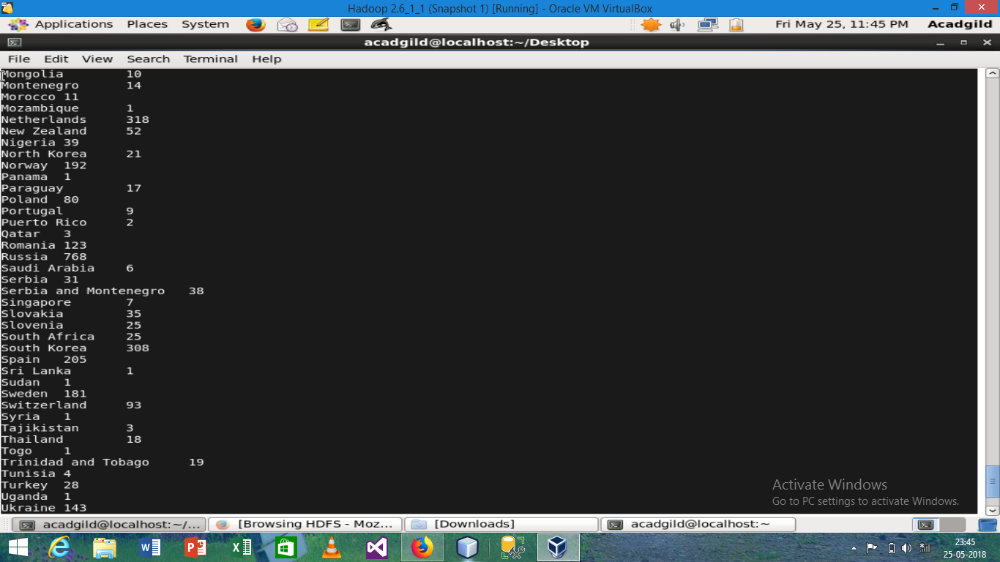 Hadoop 2.6_1_1 (Snapshot 1) [Running] - Oracle VM VirtualBox
Applications Places System Fri May 25, 11:45 PM Acadgild
acadgild@localhost:~/Desktop
File Edit View Search Terminal Help
Mongolia 10
Montenegro 14
Morocco 11
Mozambique 1
Netherlands 318
New Zealand 52
Nigeria 39
North Korea 21
Norway 192
Panama 1
Paraguay 17
Poland 80
Portugal 9
Puerto Rico 2
Qatar 3
Romania 123
Russia 768
Saudi Arabia 6
Serbia 31
Serbia and Montenegro 38
Singapore 7
Slovakia 35
Slovenia 25
South Africa 25
South Korea 308
Spain 205
Sri Lanka 1
Sudan 1
Sweden 181
Switzerland 93
Syria 1
Tajikistan 3
Thailand 18
Togo 1
Trinidad and Tobago 19
Tunisia 4
Turkey 28
Uganda 1
Ukraine 143
Activate Windows
Go to PC settings to activate Windows.
acadgild@localhost:~/... [Browsing HDFS - Moz... [Downloads] acadgild@localhost:~
23:45
25-05-2018